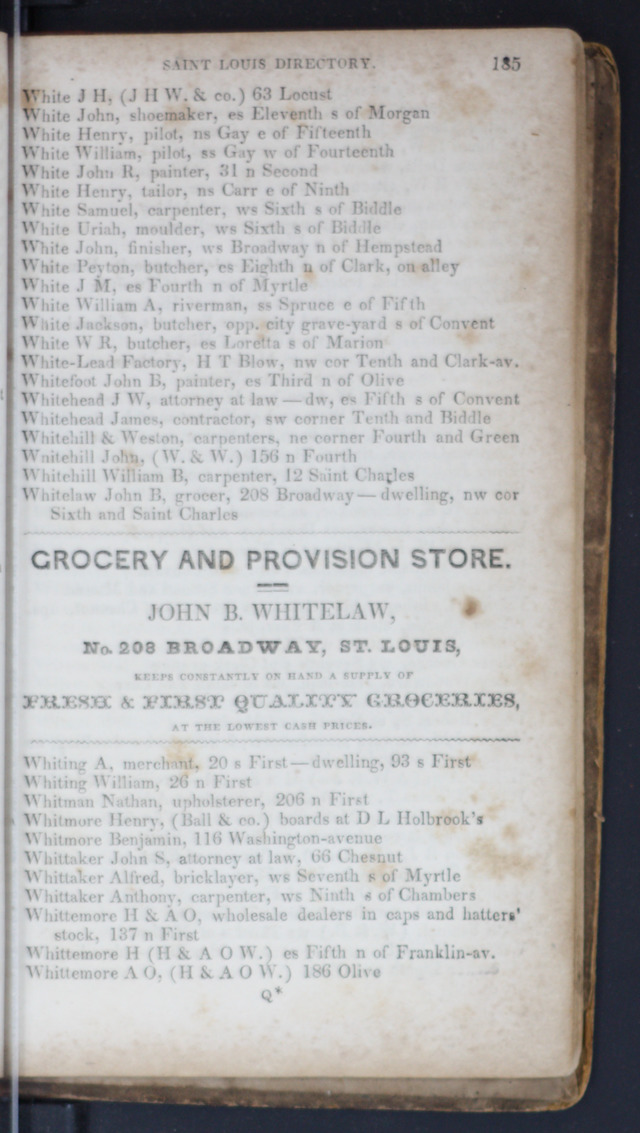 SAINT LOUIS DIRECTORY. 185
White J H, (J H W. & co.) 63 Locust
White John, shoemaker, es Eleventh s of Morgan
White Henry, pilot, ns Gay e of Fifteenth
White William, pilot, ss Gay w of Fourteenth
White John R, painter, 31 n Second
White Henry, tailor, ns Carr e of Ninth
White Samuel, carpenter, ws Sixth s of Biddle
White Uriah, moulder, ws Sixth s of Biddle
White John, finisher, ws Broadway n of Hempstead
White Peyton, butcher, es Eighth n of Clark, on alley
White J M, es Fourth n of Myrtle
White William A, riverman, ss Spruce e of Fifth
White Jackson, butcher, opp. city grave-yard s of Convent
White W R, butcher, es Loretta s of Marion
White-Lead Factory, H T Blow, nw cor Tenth and Clark-av.
Whitefoot John B, painter, es Third n of Olive
Whitehead J W, attorney at law — dw, es Fifth s of Convent
Whitehead James, contractor, sw corner Tenth and Biddle
Whitehill & Weston, carpenters, ne corner Fourth and Green
Whitehill John, (W. & W.) 156 n Fourth
Whitehill William B, carpenter, 12 Saint Charles
Whitelaw John B, grocer, 208 Broadway — dwelling, nw cor
Sixth and Saint Charles
GROCERY AND PROVISION STORE.
JOHN B. WHITELAW,
No. 208 BROADWAY, ST. LOUIS,
KEEPS CONSTANTLY ON HAND A SUPPLY OF
FRESH & FIRST QUALITY GROCERIES,
AT THE LOWEST CASH PRICES.
Whiting A, merchant, 20 s First — dwelling, 93 s First
Whiting William, 26 n First
Whitman Nathan, upholsterer, 206 n First
Whitmore Henry, (Ball & co.) boards at D L Holbrook's
Whitmore Benjamin, 116 Washington-avenue
Whittaker John S, attorney at law, 66 Chesnut
Whittaker Alfred, bricklayer, ws Seventh s of Myrtle
Whittaker Anthony, carpenter, ws Ninth s of Chambers
Whittemore H & A O, wholesale dealers in caps and hatters'
stock, 137 n First
Whittemore H (H & A O W.) es Fifth n of Franklin-av.
Whittemore A O, (H & A O W.) 186 Olive
Q*